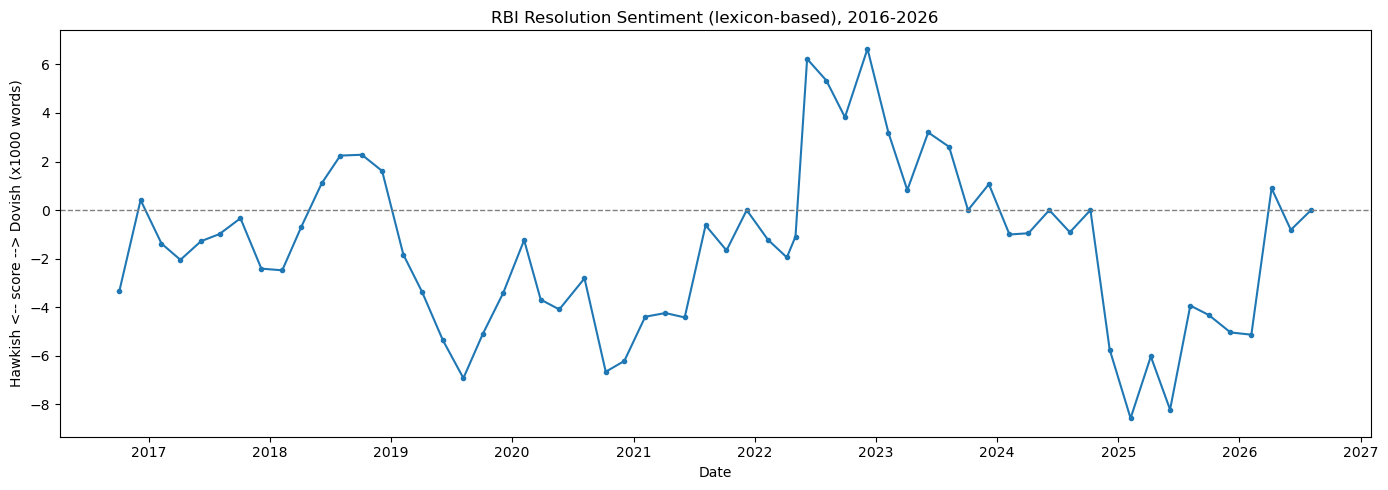 RBI Resolution Sentiment (lexicon-based), 2016-2026
Hawkish <-- score --> Dovish (x1000 words)
6
4
2
0
−2
−4
−6
−8
2017 2018 2019 2020 2021 2022 2023 2024 2025 2026 2027
Date